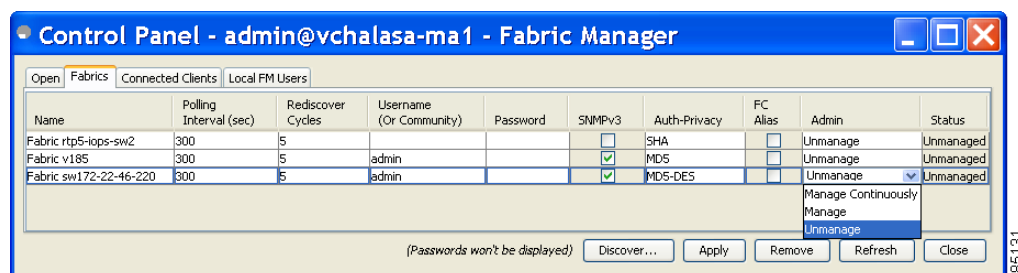 Control Panel - admin@vchalasa-ma1 - Fabric Manager
Open Fabrics Connected Clients Local FM Users
Name Polling Interval (sec) Rediscover Cycles Username (Or Community) Password SNMPv3 Auth-Privacy FC Alias Admin Status
Fabric rtp5-iops-sw2 300 5 SHA Unmanage Unmanaged
Fabric v185 300 5 admin MD5 Unmanage Unmanaged
Fabric sw172-22-46-220 300 5 admin MD5-DES Unmanage Unmanaged
Manage Continuously
Manage
Unmanage
(Passwords won't be displayed) Discover... Apply Remove Refresh Close
95131